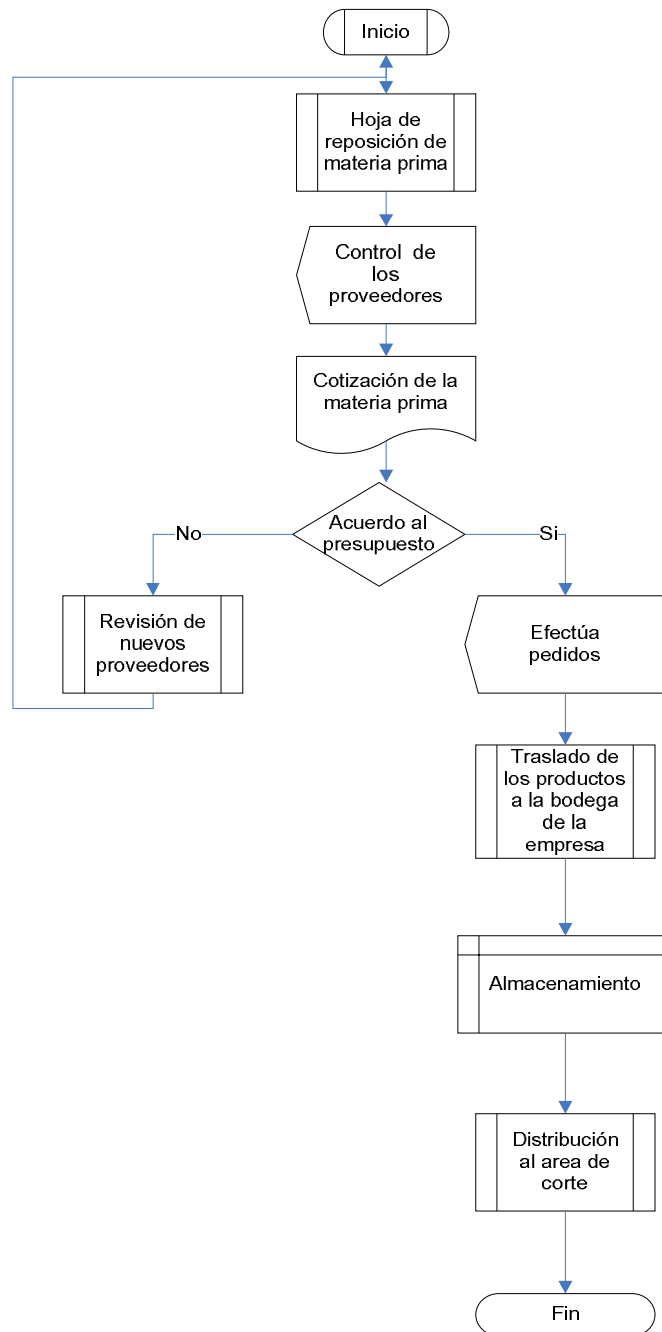 Inicio
Hoja de
reposición de
materia prima
Control de
los
proveedores
Cotización de la
materia prima
Acuerdo al
presupuesto
No
Si
Revisión de
nuevos
proveedores
Efectúa
pedidos
Traslado de
los productos
a la bodega
de la
empresa
Almacenamiento
Distribución
al area de
corte
Fin